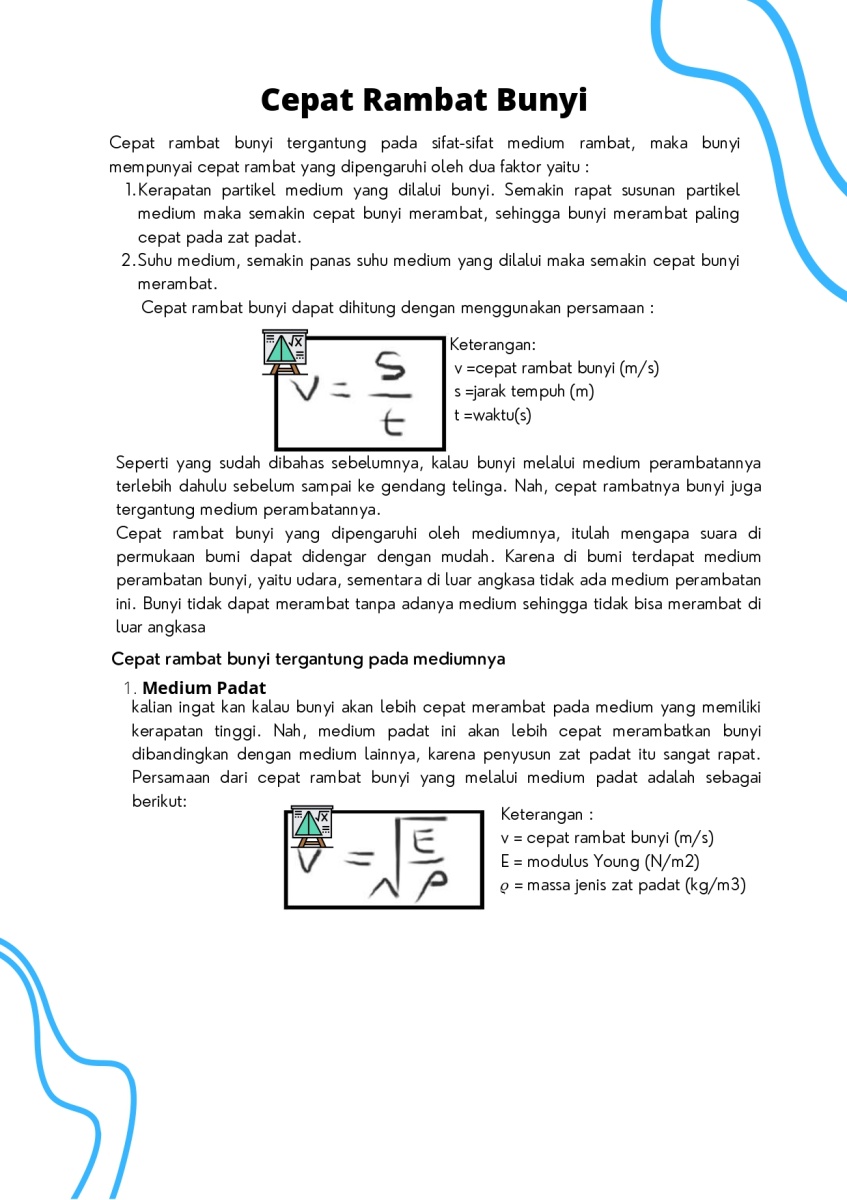 Cepat Rambat Bunyi
Cepat rambat bunyi tergantung pada sifat-sifat medium rambat, maka bunyi
mempunyai cepat rambat yang dipengaruhi oleh dua faktor yaitu :
1. Kerapatan partikel medium yang dilalui bunyi. Semakin rapat susunan partikel
medium maka semakin cepat bunyi merambat, sehingga bunyi merambat paling
cepat pada zat padat.
2. Suhu medium, semakin panas suhu medium yang dilalui maka semakin cepat bunyi
merambat.
Cepat rambat bunyi dapat dihitung dengan menggunakan persamaan :
√x
v = s/t
Keterangan:
v =cepat rambat bunyi (m/s)
s =jarak tempuh (m)
t =waktu(s)
Seperti yang sudah dibahas sebelumnya, kalau bunyi melalui medium perambatannya
terlebih dahulu sebelum sampai ke gendang telinga. Nah, cepat rambatnya bunyi juga
tergantung medium perambatannya.
Cepat rambat bunyi yang dipengaruhi oleh mediumnya, itulah mengapa suara di
permukaan bumi dapat didengar dengan mudah. Karena di bumi terdapat medium
perambatan bunyi, yaitu udara, sementara di luar angkasa tidak ada medium perambatan
ini. Bunyi tidak dapat merambat tanpa adanya medium sehingga tidak bisa merambat di
luar angkasa
Cepat rambat bunyi tergantung pada mediumnya
1. Medium Padat
kalian ingat kan kalau bunyi akan lebih cepat merambat pada medium yang memiliki
kerapatan tinggi. Nah, medium padat ini akan lebih cepat merambatkan bunyi
dibandingkan dengan medium lainnya, karena penyusun zat padat itu sangat rapat.
Persamaan dari cepat rambat bunyi yang melalui medium padat adalah sebagai
berikut:
√x
v = √(E/ρ)
Keterangan :
v = cepat rambat bunyi (m/s)
E = modulus Young (N/m2)
ϱ = massa jenis zat padat (kg/m3)